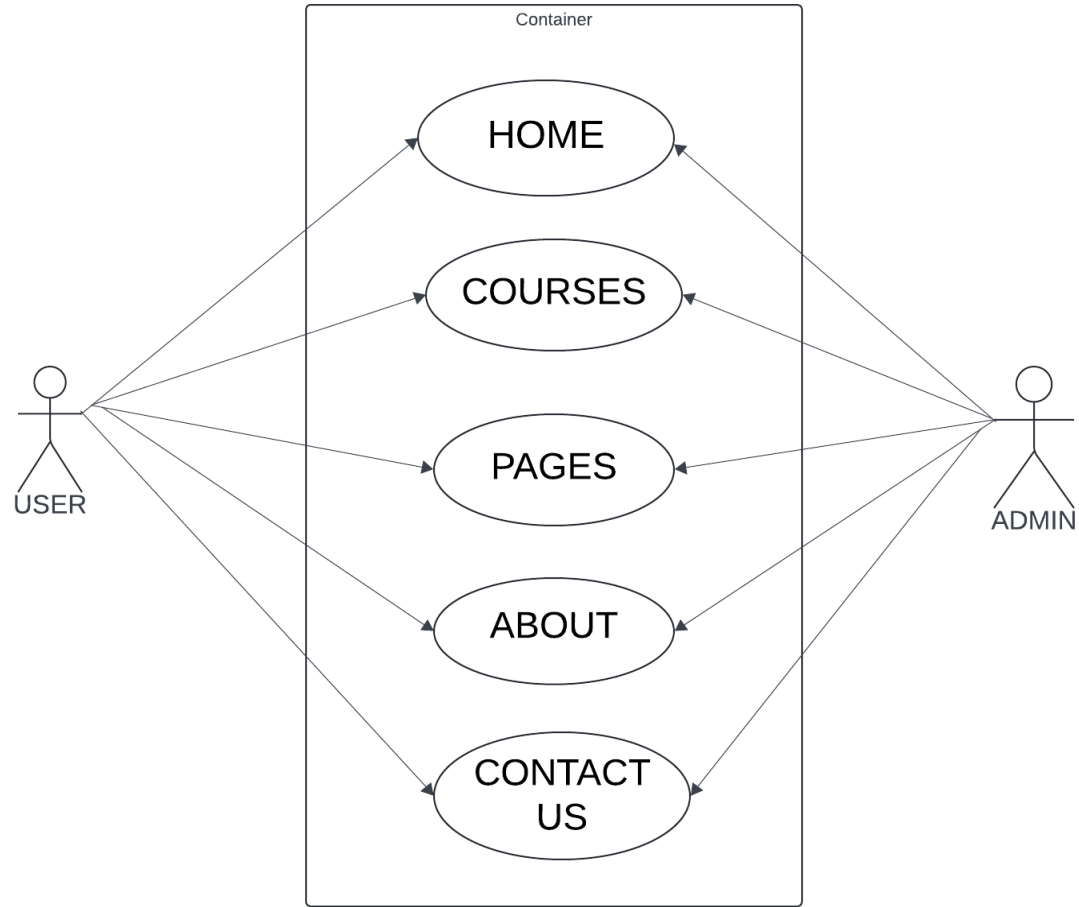 Container
HOME
COURSES
PAGES
ABOUT
CONTACT
US
USER
ADMIN